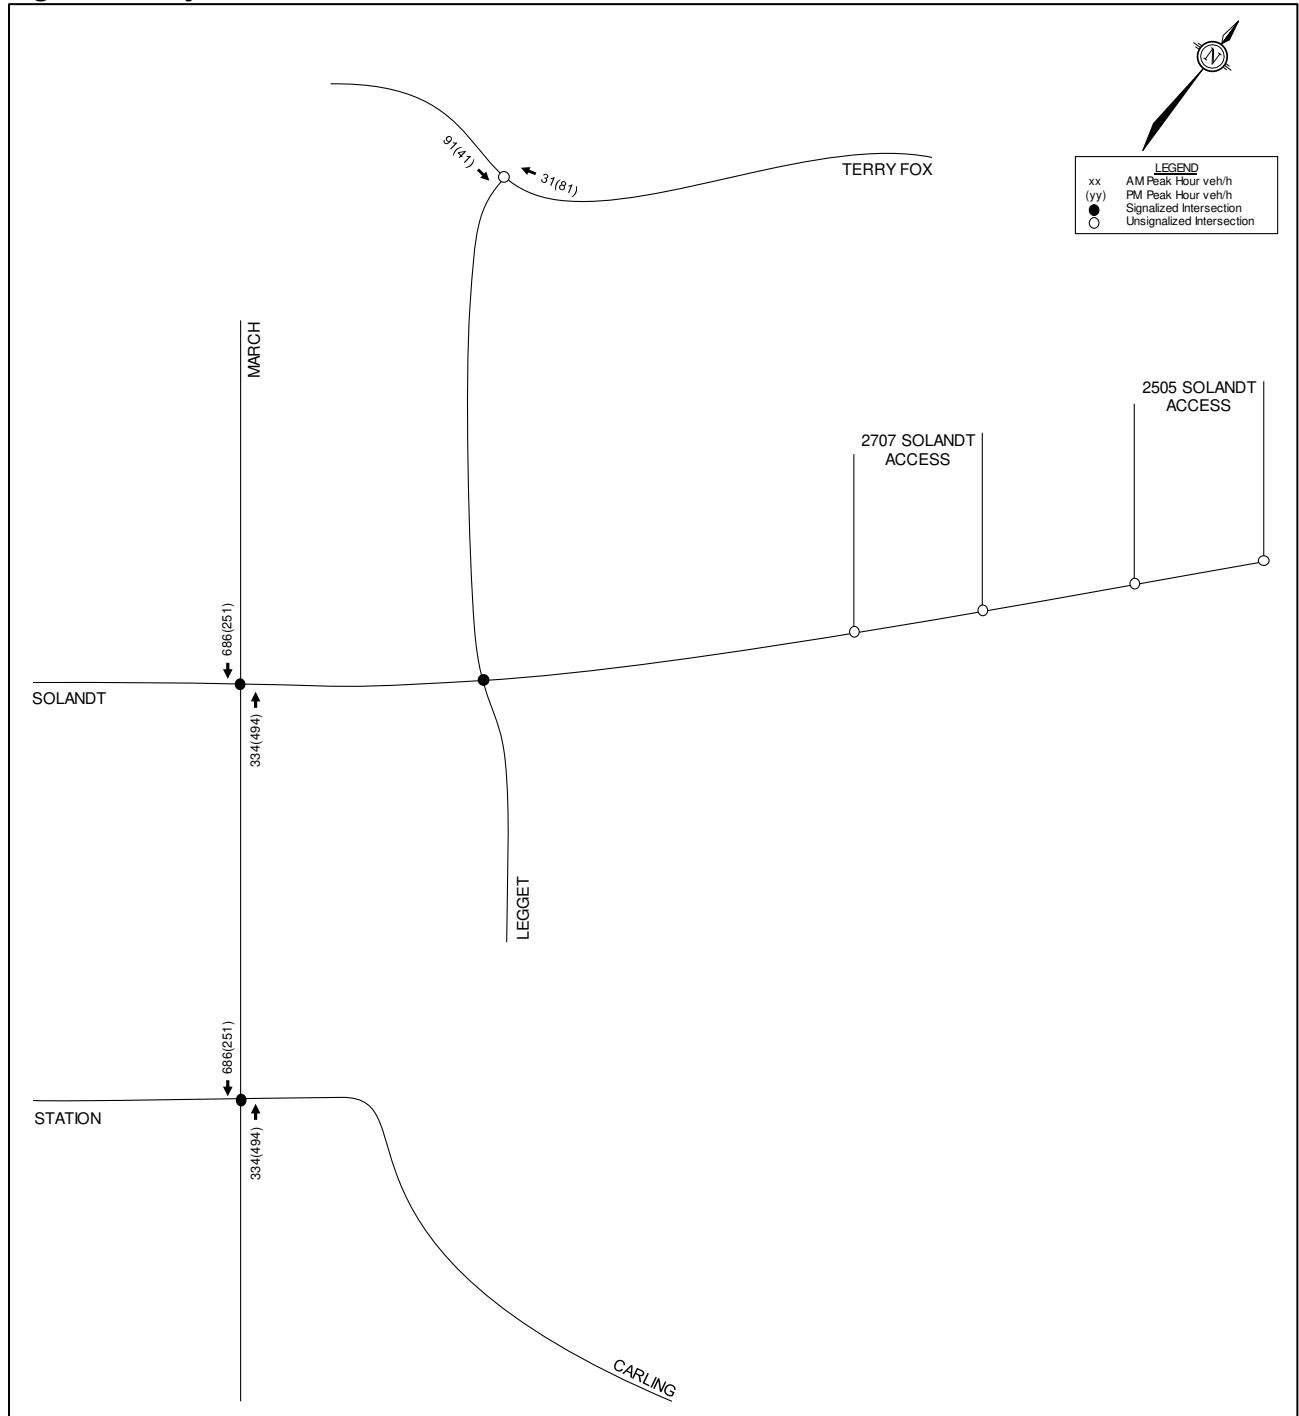 N
91(41)
31(81)
TERRY FOX
LEGEND
xx AM Peak Hour veh/h
(yy) PM Peak Hour veh/h
Signalized Intersection
Unsignalized Intersection
MARCH
2505 SOLANDT
ACCESS
2707 SOLANDT
ACCESS
686(251)
SOLANDT
334(494)
LEGGET
686(251)
STATION
334(494)
CARLING